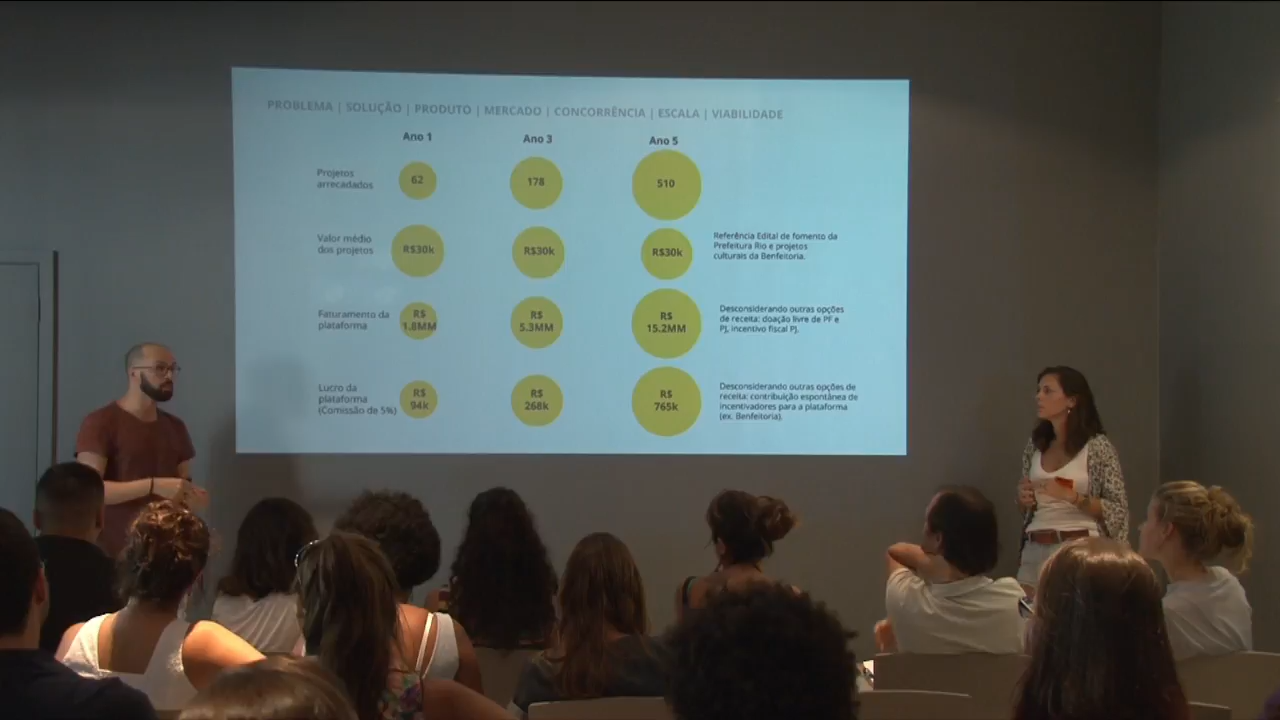 PROBLEMA | SOLUÇÃO | PRODUTO | MERCADO | CONCORRÊNCIA | ESCALA | VIABILIDADE
Ano 1
Ano 3
Ano 5
Projetos
arrecadados
62
178
510
Valor médio
dos projetos
R$30k
R$30k
R$30k
Referência Edital de fomento da
Prefeitura Rio e projetos
culturais da Benfeitoria.
Faturamento da
plataforma
R$
1.8MM
R$
5.3MM
R$
15.2MM
Desconsiderando outras opções
de receita: doação livre de PF e
PJ, incentivo fiscal PJ.
Lucro da
plataforma
(Comissão de 5%)
R$
94k
R$
268k
R$
765k
Desconsiderando outras opções de
receita: contribuição espontânea de
incentivadores para a plataforma
(ex. Benfeitoria).